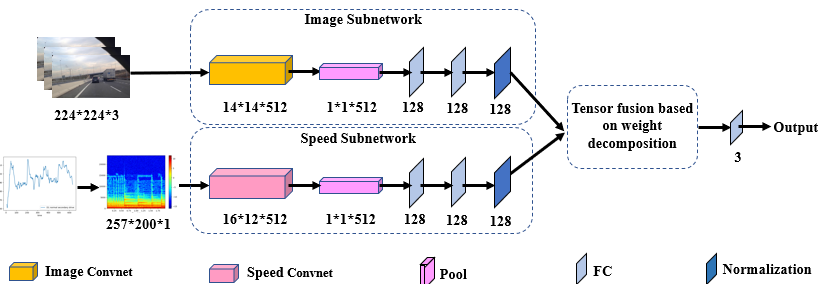 Image Subnetwork
224*224*3
14*14*512
1*1*512
128
128
128
Speed Subnetwork
257*200*1
16*12*512
1*1*512
128
128
128
Tensor fusion based
on weight
decomposition
3
Output
Image Convnet
Speed Convnet
Pool
FC
Normalization